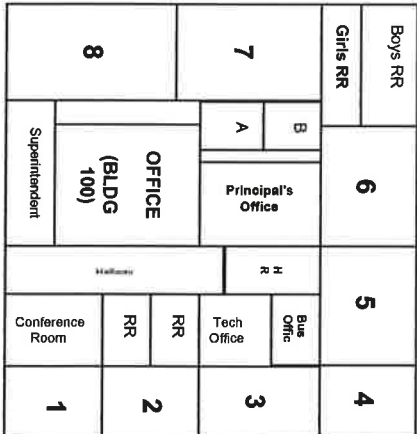 8
7
Girls RR
Boys RR
A
B
6
Superintendent
OFFICE
(BLDG
100)
Principal's
Office
Hallway
H
R
5
Conference
Room
RR
RR
Tech
Office
Bus
Offic
1
2
3
4